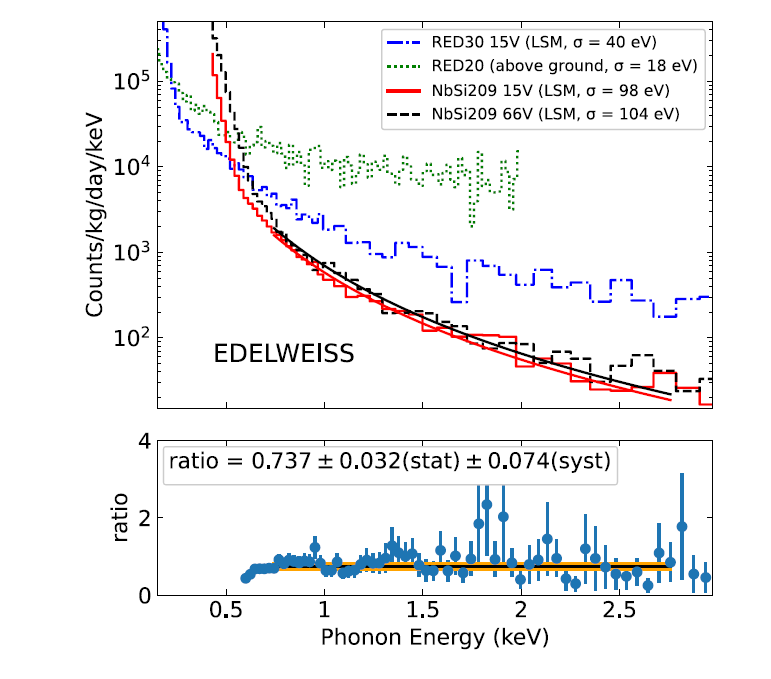 RED30 15V (LSM, σ = 40 eV)
RED20 (above ground, σ = 18 eV)
NbSi209 15V (LSM, σ = 98 eV)
NbSi209 66V (LSM, σ = 104 eV)
10⁵
10⁴
10³
10²
Counts/kg/day/keV
EDELWEISS
ratio = 0.737 ± 0.032(stat) ± 0.074(syst)
4
2
0
ratio
0.5 1 1.5 2 2.5
Phonon Energy (keV)